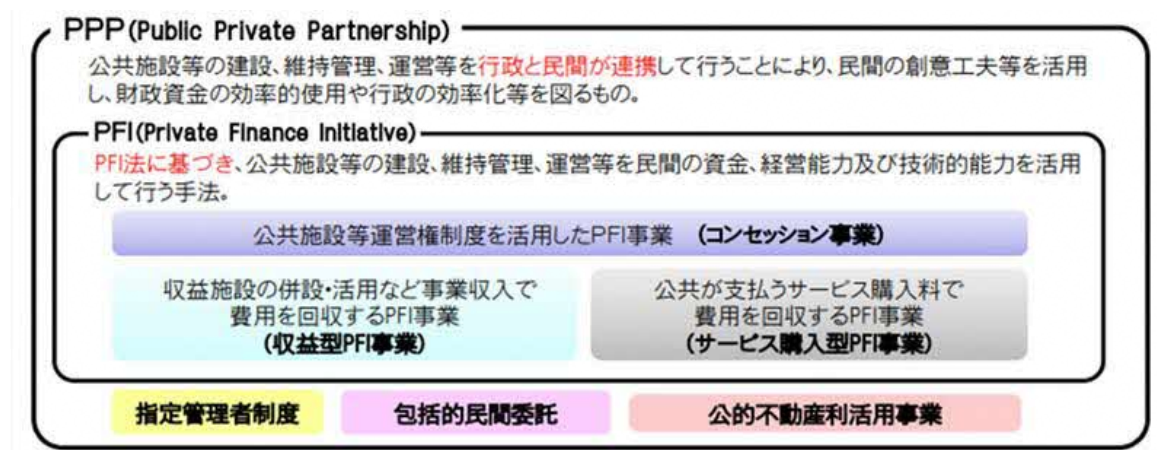 PPP(Public Private Partnership)
公共施設等の建設、維持管理、運営等を行政と民間が連携して行うことにより、民間の創意工夫等を活用
し、財政資金の効率的使用や行政の効率化等を図るもの。
PFI(Private Finance Initiative)
PFI法に基づき、公共施設等の建設、維持管理、運営等を民間の資金、経営能力及び技術的能力を活用
して行う手法。
公共施設等運営権制度を活用したPFI事業 (コンセッション事業)
収益施設の併設・活用など事業収入で
費用を回収するPFI事業
(収益型PFI事業)
公共が支払うサービス購入料で
費用を回収するPFI事業
(サービス購入型PFI事業)
指定管理者制度
包括的民間委託
公的不動産利活用事業